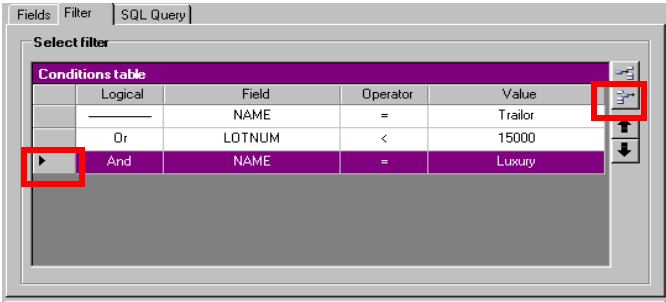 Fields Filter SQL Query
Select filter
Conditions table
Logical Field Operator Value
NAME = Trailor
Or LOTNUM < 15000
And NAME = Luxury